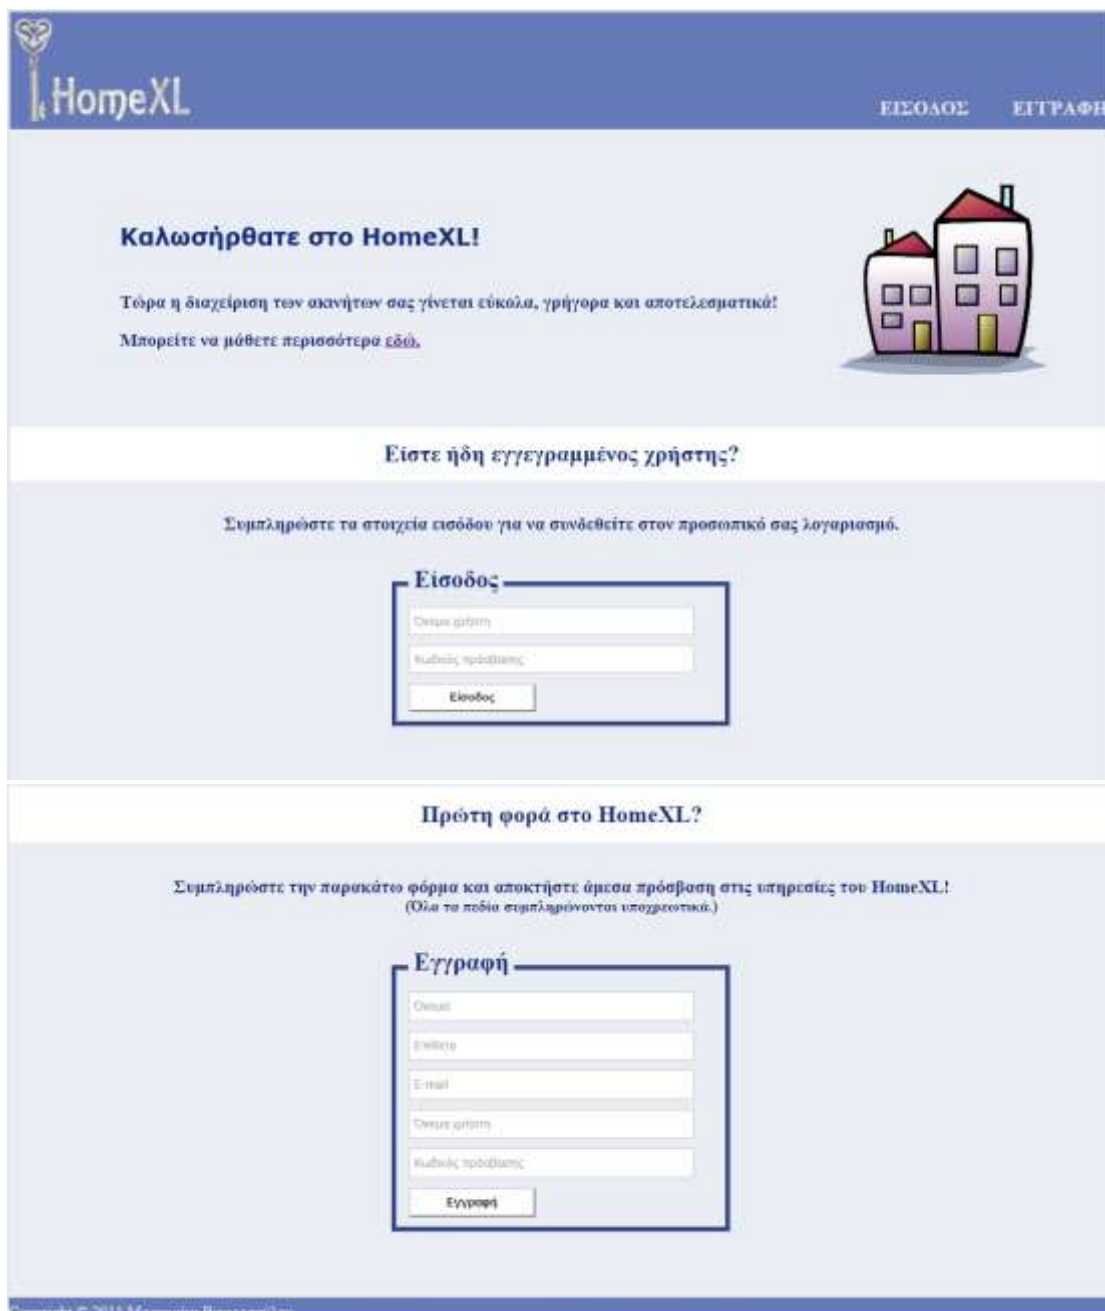 HomeXL
ΕΙΣΟΔΟΣ ΕΓΓΡΑΦΗ
Καλωσήρθατε στο HomeXL!
Τώρα η διαχείριση των ακινήτων σας γίνεται εύκολα, γρήγορα και αποτελεσματικά!
Μπορείτε να μάθετε περισσότερα εδώ.
Είστε ήδη εγγεγραμμένος χρήστης?
Συμπληρώστε τα στοιχεία εισόδου για να συνδεθείτε στον προσωπικό σας λογαριασμό.
Είσοδος
Όνομα χρήστη
Κωδικός πρόσβασης
Είσοδος
Πρώτη φορά στο HomeXL?
Συμπληρώστε την παρακάτω φόρμα και αποκτήστε άμεσα πρόσβαση στις υπηρεσίες του HomeXL!
(Όλα τα πεδία συμπληρώνονται υποχρεωτικά.)
Εγγραφή
Όνομα
Επίθετο
E-mail
Όνομα χρήστη
Κωδικός πρόσβασης
Εγγραφή